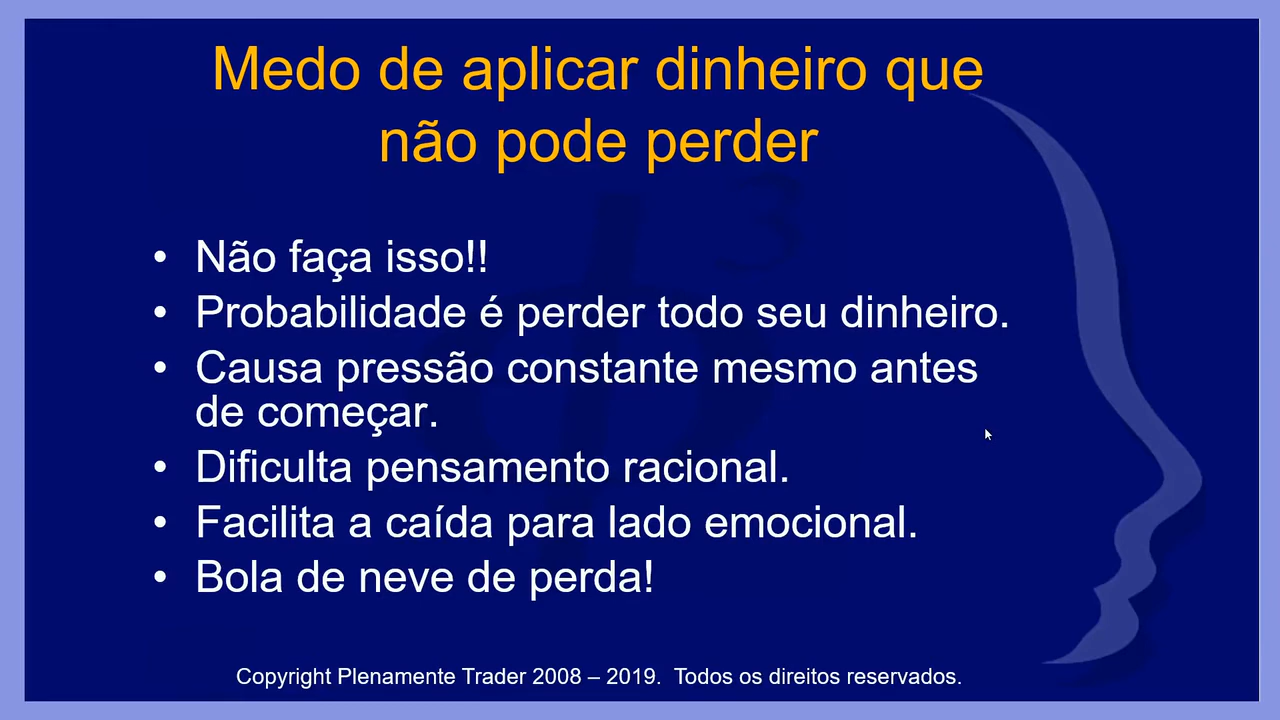 Medo de aplicar dinheiro que
não pode perder
• Não faça isso!!
• Probabilidade é perder todo seu dinheiro.
• Causa pressão constante mesmo antes
de começar.
• Dificulta pensamento racional.
• Facilita a caída para lado emocional.
• Bola de neve de perda!
Copyright Plenamente Trader 2008 – 2019.  Todos os direitos reservados.